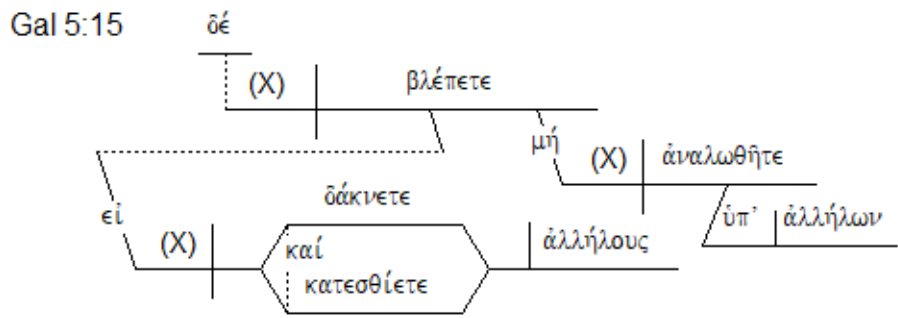 Gal 5:15 δέ
(X) βλέπετε
μή (X) ἀναλωθῆτε
εἰ (X) δάκνετε ἀλλήλους ὑπ’ ἀλλήλων
καί
κατεσθίετε